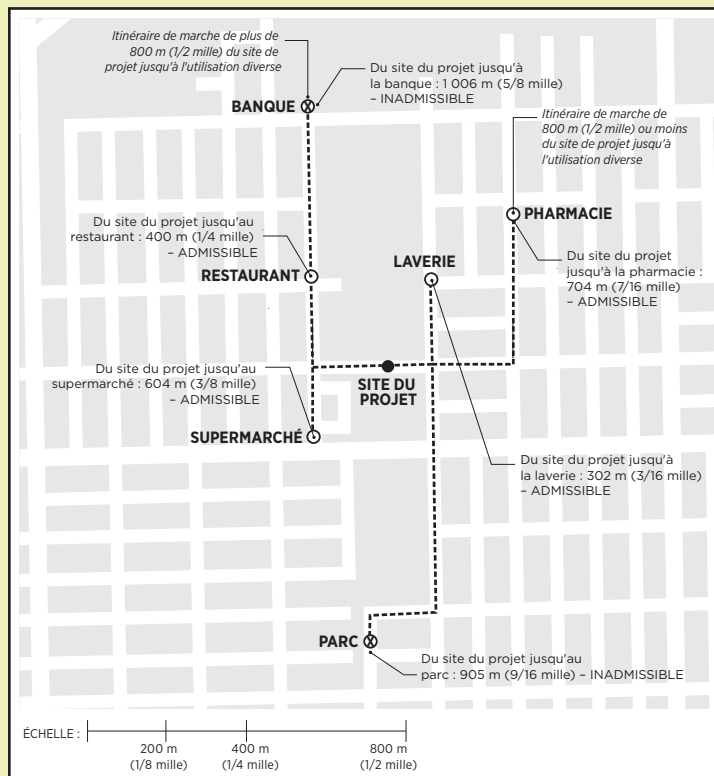 Itinéraire de marche de plus de
800 m (1/2 mille) du site de
projet jusqu'à l'utilisation diverse
Du site du projet jusqu'à
la banque : 1 006 m (5/8 mille)
– INADMISSIBLE
BANQUE
Itinéraire de marche de
800 m (1/2 mille) ou moins
du site de projet jusqu'à
l'utilisation diverse
PHARMACIE
Du site du projet jusqu'au
restaurant : 400 m (1/4 mille)
– ADMISSIBLE
RESTAURANT
LAVERIE
Du site du projet
jusqu'à la pharmacie :
704 m (7/16 mille)
– ADMISSIBLE
Du site du projet jusqu'au
supermarché : 604 m (3/8 mille)
– ADMISSIBLE
SITE DU
PROJET
SUPERMARCHÉ
Du site du projet jusqu'à
la laverie : 302 m (3/16 mille)
– ADMISSIBLE
PARC
Du site du projet jusqu'au
parc : 905 m (9/16 mille) – INADMISSIBLE
ÉCHELLE :
200 m
(1/8 mille)
400 m
(1/4 mille)
800 m
(1/2 mille)